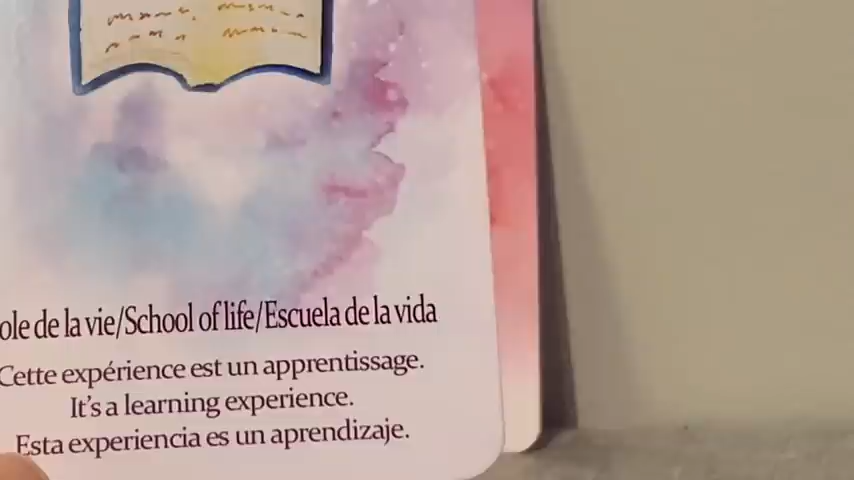 ole de la vie/School of life/Escuela de la vida
Cette expérience est un apprentissage.
It's a learning experience.
Esta experiencia es un aprendizaje.